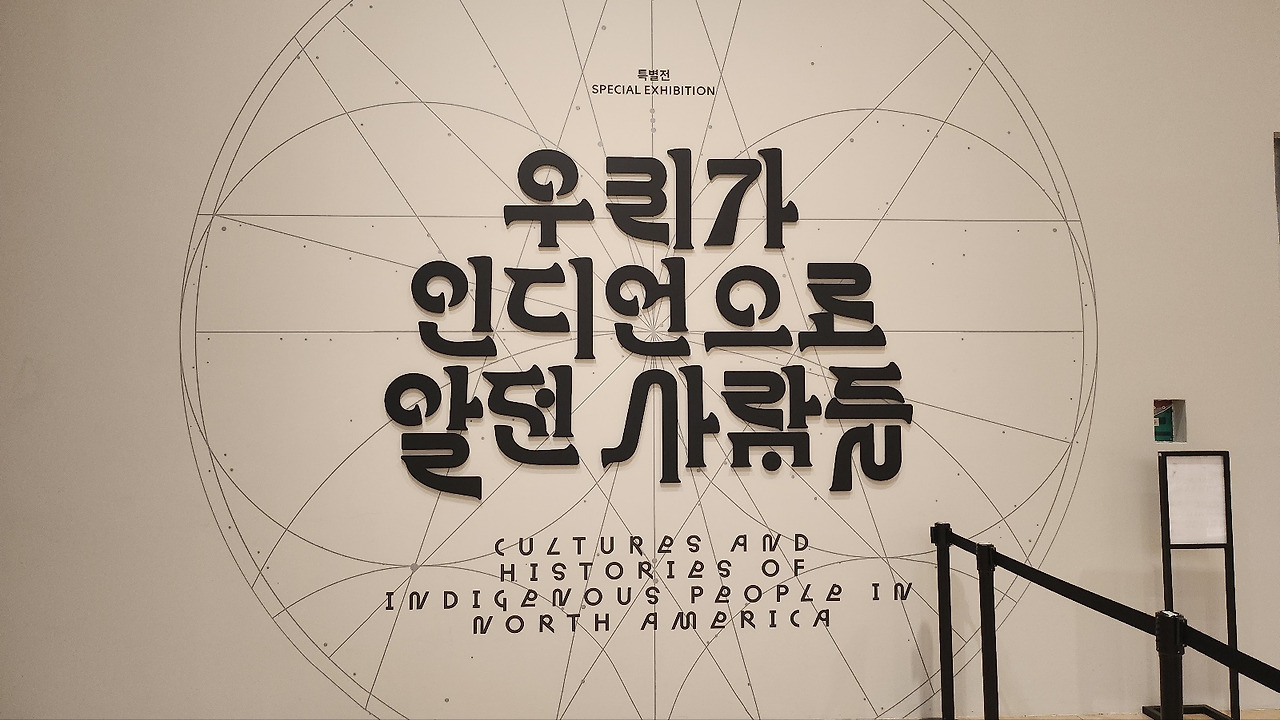 특별전
SPECIAL EXHIBITION
우리가
인디언으로
알던 사람들
CULTURES AND
HISTORIES OF
INDIGENOUS PEOPLE IN
NORTH AMERICA